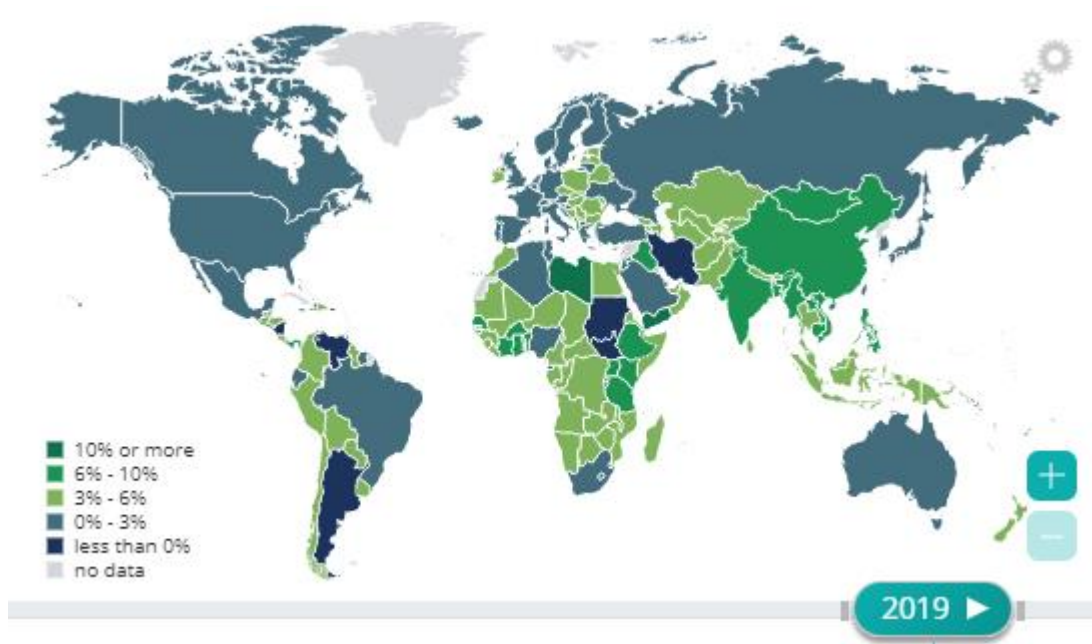 10% or more
6% - 10%
3% - 6%
0% - 3%
less than 0%
no data
2019